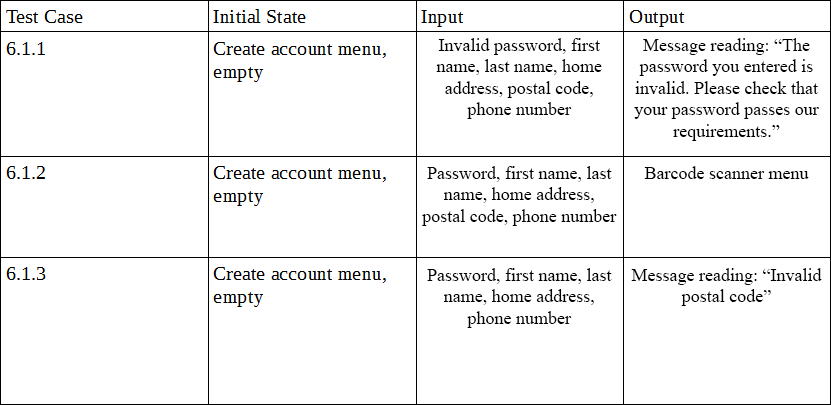 Test Case
Initial State
Input
Output
6.1.1
Create account menu,
empty
Invalid password, first
name, last name, home
address, postal code,
phone number
Message reading: “The
password you entered is
invalid. Please check that
your password passes our
requirements.”
6.1.2
Create account menu,
empty
Password, first name, last
name, home address,
postal code, phone number
Barcode scanner menu
6.1.3
Create account menu,
empty
Password, first name, last
name, home address,
phone number
Message reading: “Invalid
postal code”